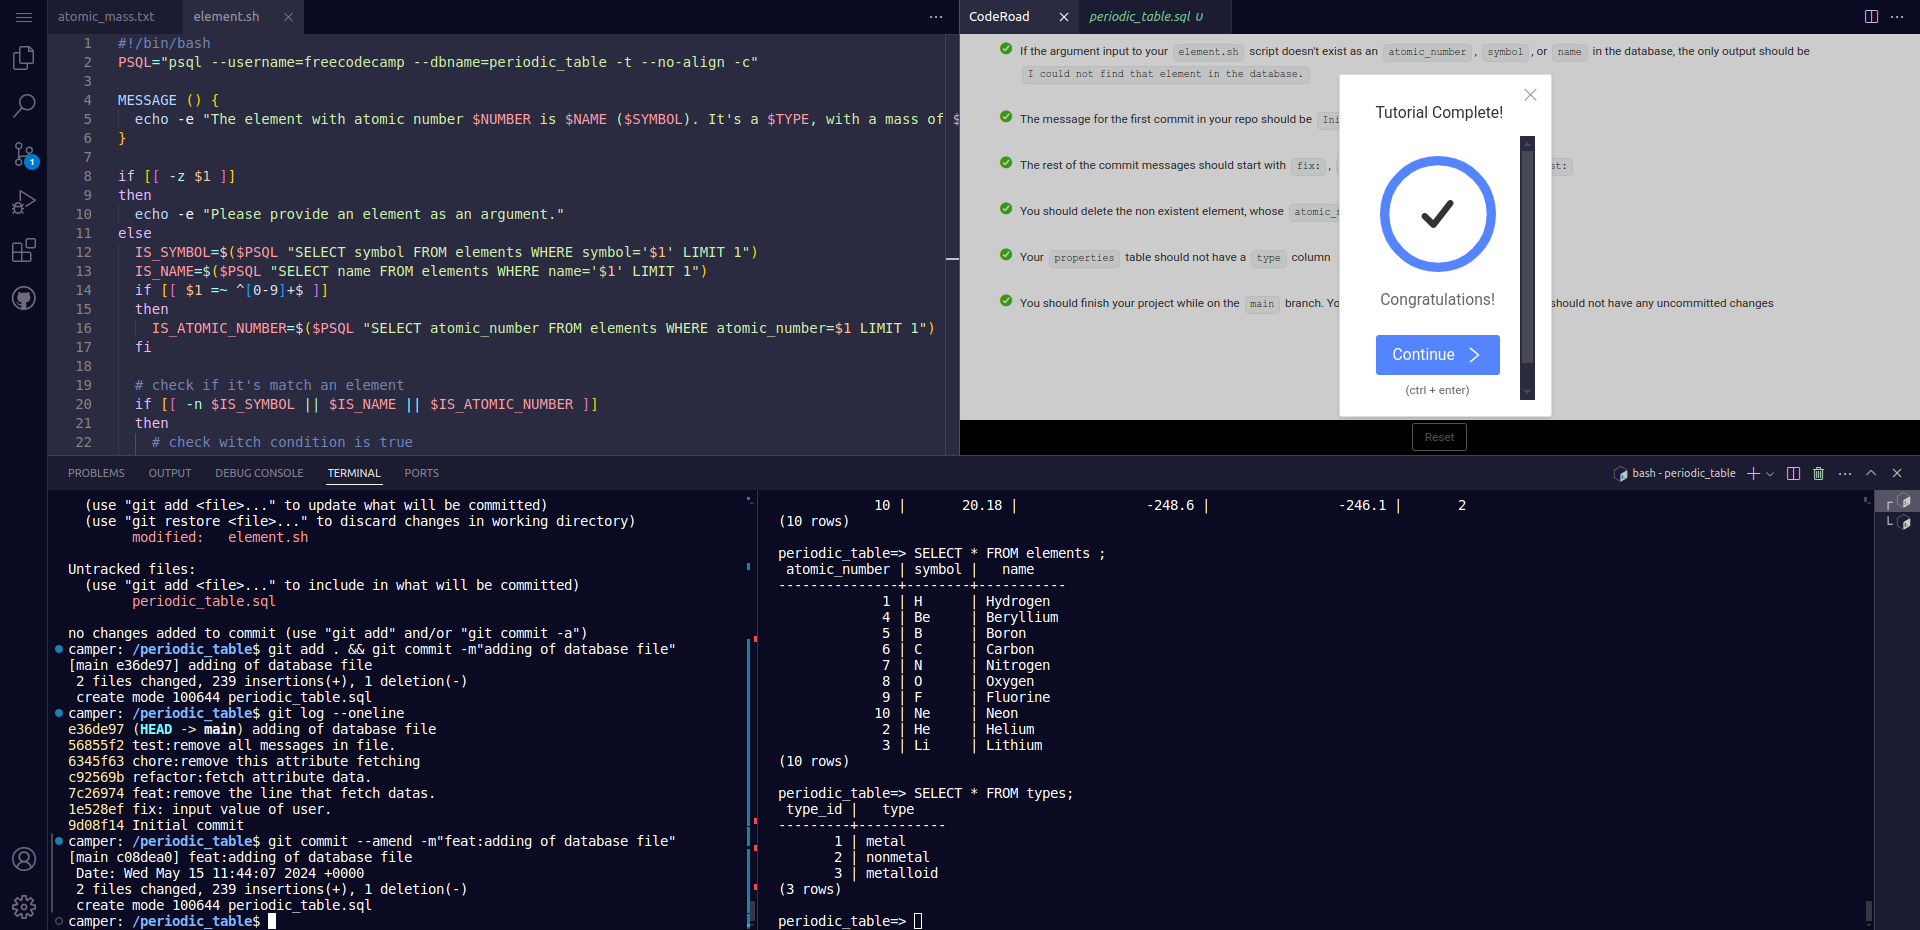 atomic_mass.txt
element.sh
1 #!/bin/bash
2 PSQL="psql --username=freecodecamp --dbname=periodic_table -t --no-align -c"
3
4 MESSAGE () {
5 echo -e "The element with atomic number $NUMBER is $NAME ($SYMBOL). It's a $TYPE, with a mass of $
6 }
7
8 if [[ -z $1 ]]
9 then
10 echo -e "Please provide an element as an argument."
11 else
12 IS_SYMBOL=$($PSQL "SELECT symbol FROM elements WHERE symbol='$1' LIMIT 1")
13 IS_NAME=$($PSQL "SELECT name FROM elements WHERE name='$1' LIMIT 1")
14 if [[ $1 =~ ^[0-9]+$ ]]
15 then
16 IS_ATOMIC_NUMBER=$($PSQL "SELECT atomic_number FROM elements WHERE atomic_number=$1 LIMIT 1")
17 fi
18
19 # check if it's match an element
20 if [[ -n $IS_SYMBOL || $IS_NAME || $IS_ATOMIC_NUMBER ]]
21 then
22 # check witch condition is true
CodeRoad
periodic_table.sql U
If the argument input to your element.sh script doesn't exist as an atomic_number, symbol, or name in the database, the only output should be
I could not find that element in the database.
The message for the first commit in your repo should be Ini
The rest of the commit messages should start with fix:, st:
You should delete the non existent element, whose atomic_n
Your properties table should not have a type column
You should finish your project while on the main branch. Yo should not have any uncommitted changes
Tutorial Complete!
Congratulations!
Continue
(ctrl + enter)
Reset
PROBLEMS OUTPUT DEBUG CONSOLE TERMINAL PORTS
bash - periodic_table
1
(use "git add <file>..." to update what will be committed)
(use "git restore <file>..." to discard changes in working directory)
modified: element.sh

Untracked files:
(use "git add <file>..." to include in what will be committed)
periodic_table.sql

no changes added to commit (use "git add" and/or "git commit -a")
camper: /periodic_table$ git add . && git commit -m"adding of database file"
[main e36de97] adding of database file
2 files changed, 239 insertions(+), 1 deletion(-)
create mode 100644 periodic_table.sql
camper: /periodic_table$ git log --oneline
e36de97 (HEAD -> main) adding of database file
56855f2 test:remove all messages in file.
6345f63 chore:remove this attribute fetching
c92569b refactor:fetch attribute data.
7c26974 feat:remove the line that fetch datas.
1e528ef fix: input value of user.
9d08f14 Initial commit
camper: /periodic_table$ git commit --amend -m"feat:adding of database file"
[main c08dea0] feat:adding of database file
Date: Wed May 15 11:44:07 2024 +0000
2 files changed, 239 insertions(+), 1 deletion(-)
create mode 100644 periodic_table.sql
camper: /periodic_table$
10 | 20.18 | -248.6 | -246.1 | 2
(10 rows)

periodic_table=> SELECT * FROM elements ;
atomic_number | symbol | name
---------------+--------+-----------
1 | H | Hydrogen
4 | Be | Beryllium
5 | B | Boron
6 | C | Carbon
7 | N | Nitrogen
8 | O | Oxygen
9 | F | Fluorine
10 | Ne | Neon
2 | He | Helium
3 | Li | Lithium
(10 rows)

periodic_table=> SELECT * FROM types;
type_id | type
---------+-----------
1 | metal
2 | nonmetal
3 | metalloid
(3 rows)

periodic_table=>